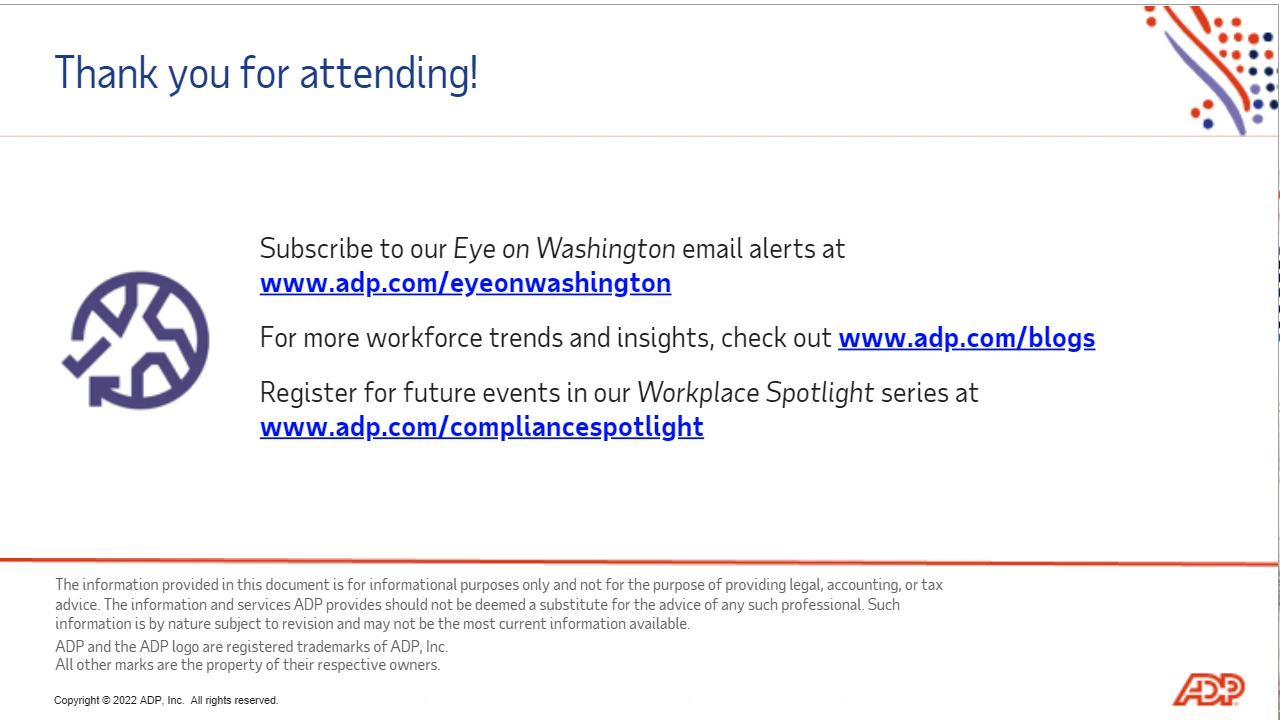 Thank you for attending!
Subscribe to our Eye on Washington email alerts at
www.adp.com/eyeonwashington
For more workforce trends and insights, check out www.adp.com/blogs
Register for future events in our Workplace Spotlight series at
www.adp.com/compliancespotlight
The information provided in this document is for informational purposes only and not for the purpose of providing legal, accounting, or tax
advice. The information and services ADP provides should not be deemed a substitute for the advice of any such professional. Such
information is by nature subject to revision and may not be the most current information available.
ADP and the ADP logo are registered trademarks of ADP, Inc.
All other marks are the property of their respective owners.
Copyright © 2022 ADP, Inc. All rights reserved.
ADP